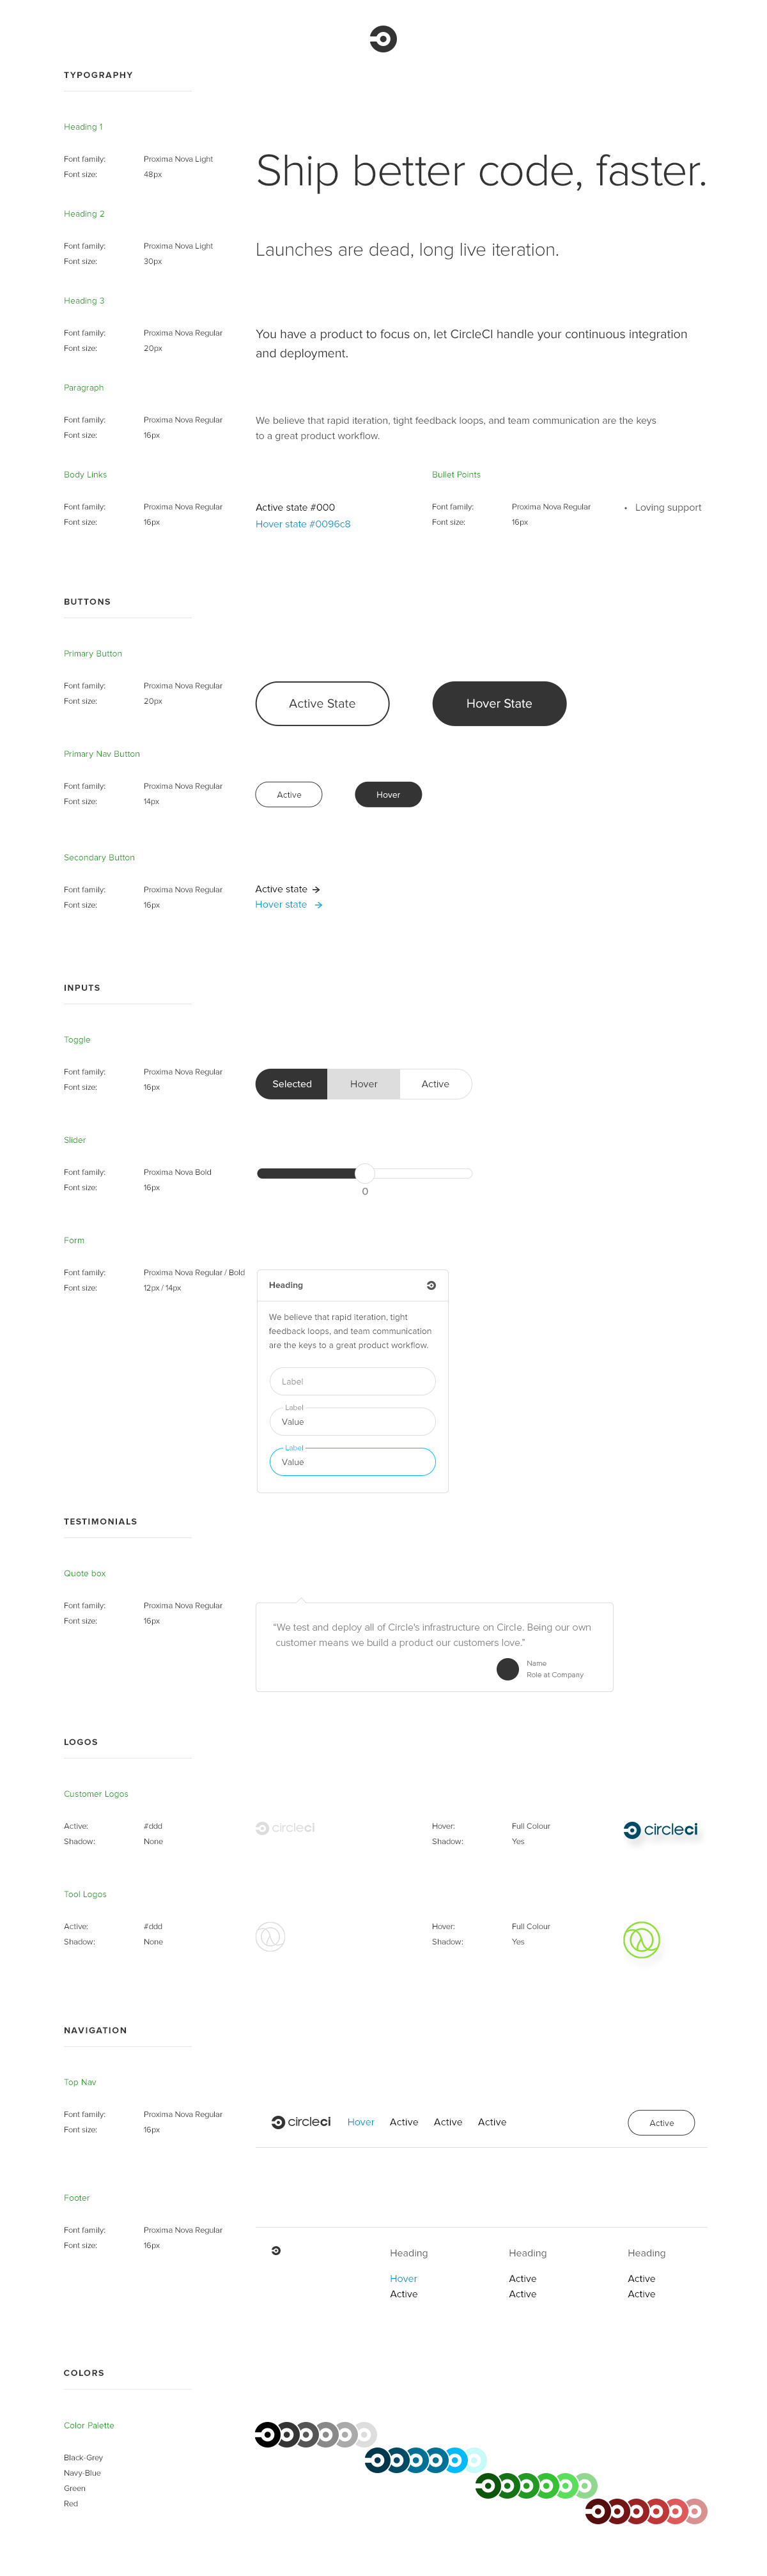 TYPOGRAPHY
Heading 1
Font family: Proxima Nova Light
Font size: 48px
Ship better code, faster.
Heading 2
Font family: Proxima Nova Light
Font size: 30px
Launches are dead, long live iteration.
Heading 3
Font family: Proxima Nova Regular
Font size: 20px
You have a product to focus on, let CircleCI handle your continuous integration
and deployment.
Paragraph
Font family: Proxima Nova Regular
Font size: 16px
We believe that rapid iteration, tight feedback loops, and team communication are the keys
to a great product workflow.
Body Links
Font family: Proxima Nova Regular
Font size: 16px
Active state #000
Hover state #0096c8
Bullet Points
Font family: Proxima Nova Regular
Font size: 16px
• Loving support
BUTTONS
Primary Button
Font family: Proxima Nova Regular
Font size: 20px
Active State
Hover State
Primary Nav Button
Font family: Proxima Nova Regular
Font size: 14px
Active
Hover
Secondary Button
Font family: Proxima Nova Regular
Font size: 16px
Active state →
Hover state →
INPUTS
Toggle
Font family: Proxima Nova Regular
Font size: 16px
Selected Hover Active
Slider
Font family: Proxima Nova Bold
Font size: 16px
0
Form
Font family: Proxima Nova Regular / Bold
Font size: 12px / 14px
Heading
We believe that rapid iteration, tight
feedback loops, and team communication
are the keys to a great product workflow.
Label
Label
Value
Label
Value
TESTIMONIALS
Quote box
Font family: Proxima Nova Regular
Font size: 16px
“We test and deploy all of Circle's infrastructure on Circle. Being our own
customer means we build a product our customers love.”
Name
Role at Company
LOGOS
Customer Logos
Active: #ddd
Shadow: None
circleci
Hover: Full Colour
Shadow: Yes
circleci
Tool Logos
Active: #ddd
Shadow: None
Hover: Full Colour
Shadow: Yes
NAVIGATION
Top Nav
Font family: Proxima Nova Regular
Font size: 16px
circleci Hover Active Active Active Active
Footer
Font family: Proxima Nova Regular
Font size: 16px
Heading Heading Heading
Hover Active Active
Active Active Active
COLORS
Color Palette
Black-Grey
Navy-Blue
Green
Red